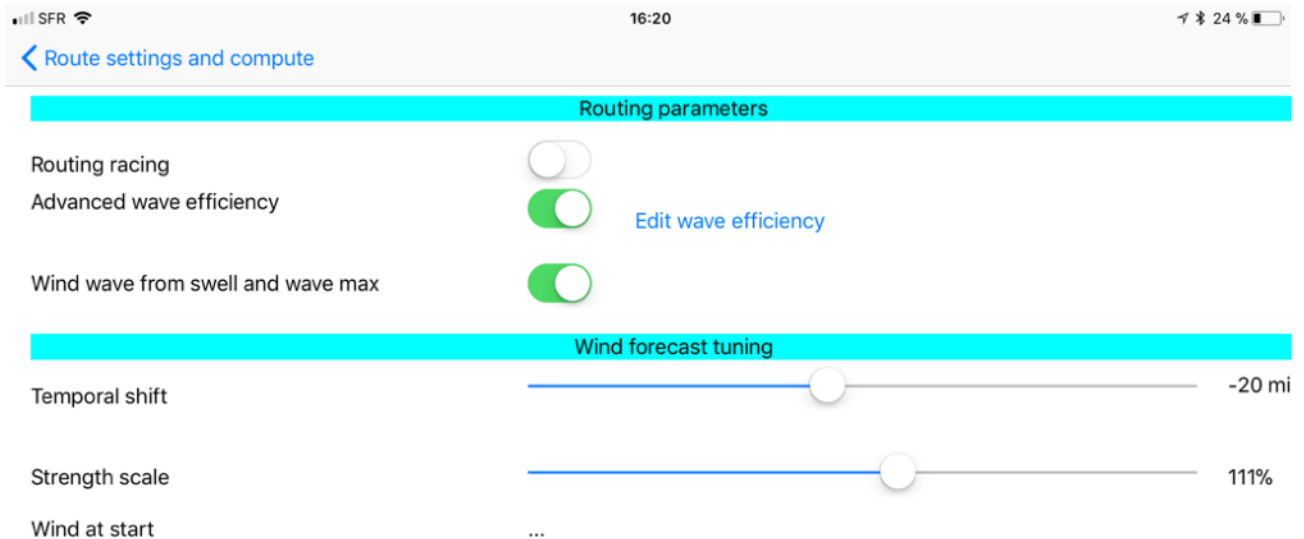 SFR 16:20 24 %
Route settings and compute
Routing parameters
Routing racing
Advanced wave efficiency
Edit wave efficiency
Wind wave from swell and wave max
Wind forecast tuning
Temporal shift -20 mi
Strength scale 111%
Wind at start ...